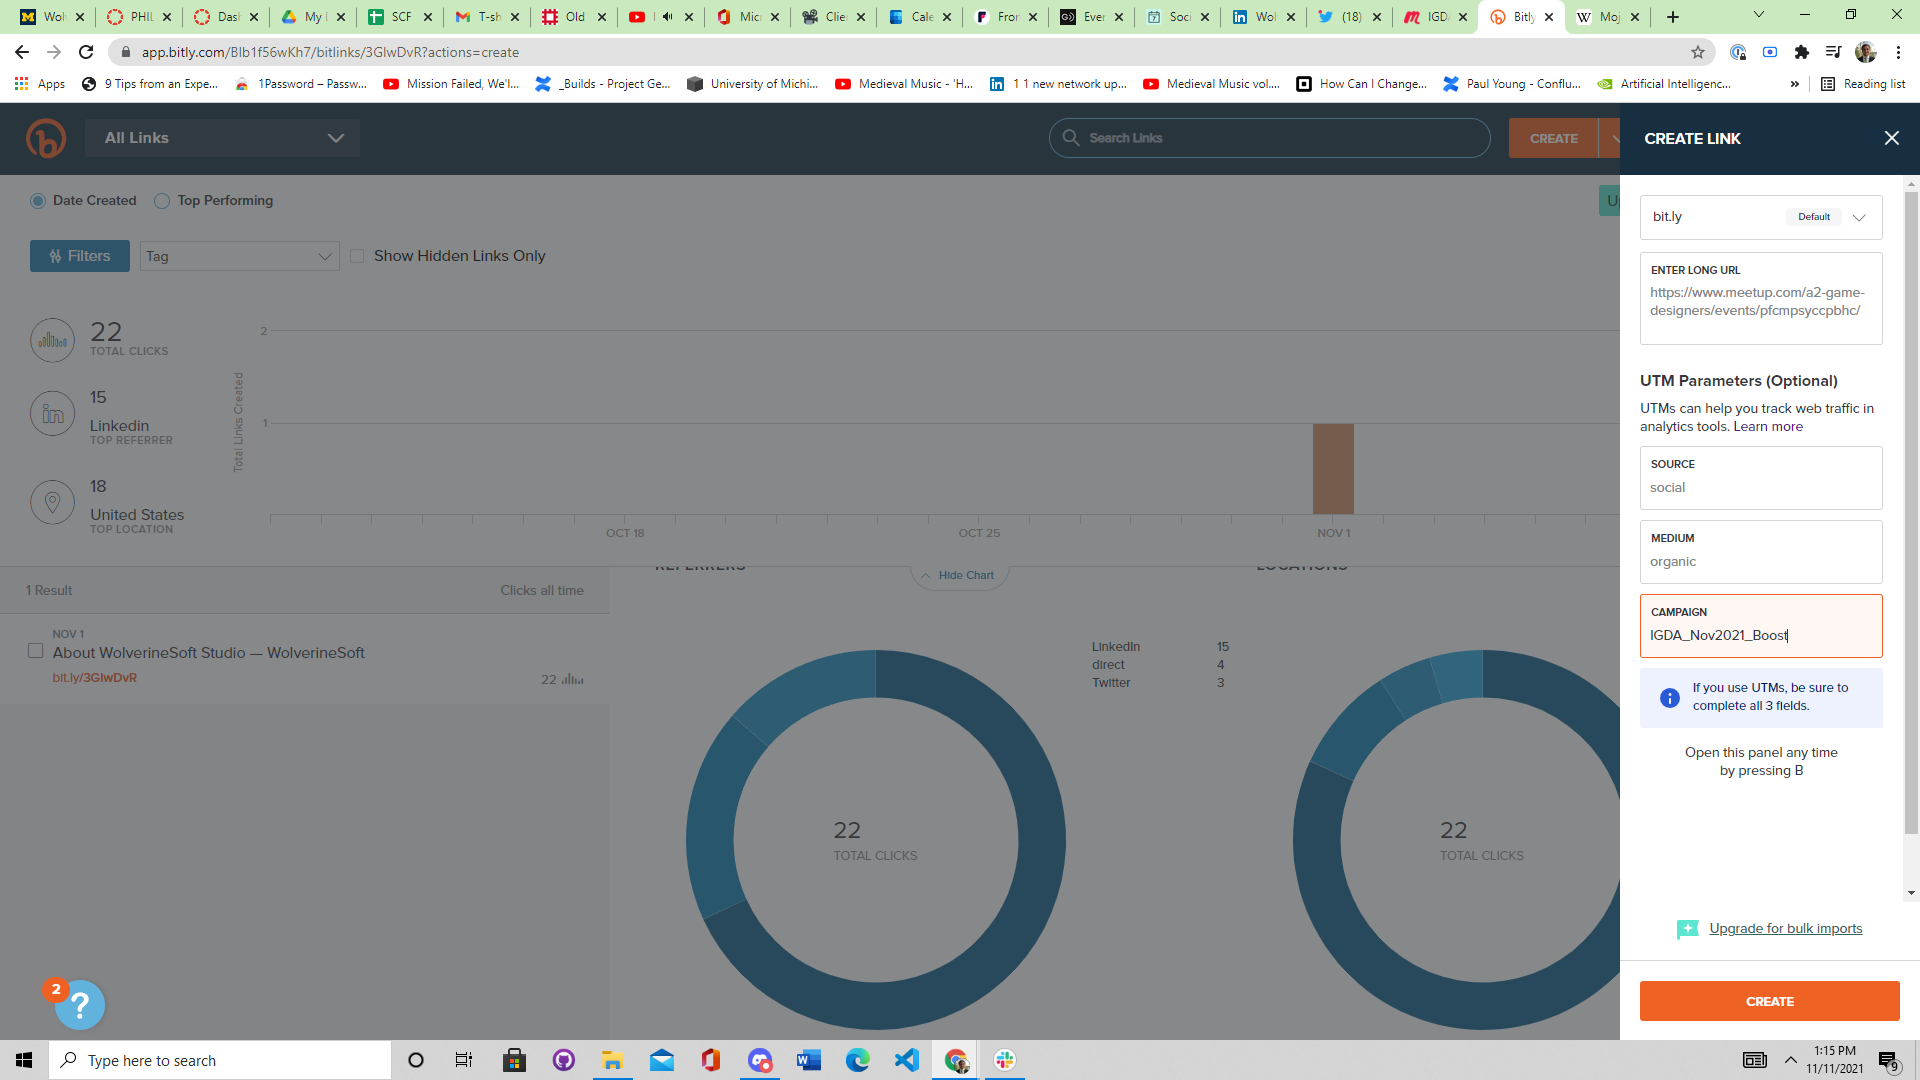 Wol
PHIL
Das
My
SCF
T-sh
Old
Micr
Clie
Cale
Fror
Ever
Soci
Wol
(18)
IGD
Bitly
Moj
app.bitly.com/Blb1f56wKh7/bitlinks/3GlwDvR?actions=create
Apps
9 Tips from an Expe...
1Password – Passw...
Mission Failed, We'l...
_Builds - Project Ge...
University of Michi...
Medieval Music - 'H...
1 1 new network up...
Medieval Music vol....
How Can I Change...
Paul Young - Conflu...
Artificial Intelligenc...
»
Reading list
All Links
Search Links
CREATE
CREATE LINK
Date Created
Top Performing
Filters
Tag
Show Hidden Links Only
22
TOTAL CLICKS
15
Linkedin
TOP REFERRER
18
United States
TOP LOCATION
Total Links Created
2
1
OCT 18
OCT 25
NOV 1
Hide Chart
1 Result
Clicks all time
NOV 1
About WolverineSoft Studio — WolverineSoft
bit.ly/3GlwDvR
22
REFERRERS
LinkedIn 15
direct 4
Twitter 3
22
TOTAL CLICKS
LOCATIONS
22
TOTAL CLICKS
bit.ly
Default
ENTER LONG URL
https://www.meetup.com/a2-game-
designers/events/pfcmpsyccpbhc/
UTM Parameters (Optional)
UTMs can help you track web traffic in
analytics tools. Learn more
SOURCE
social
MEDIUM
organic
CAMPAIGN
IGDA_Nov2021_Boost
If you use UTMs, be sure to
complete all 3 fields.
Open this panel any time
by pressing B
Upgrade for bulk imports
CREATE
2
?
Type here to search
1:15 PM
11/11/2021
9